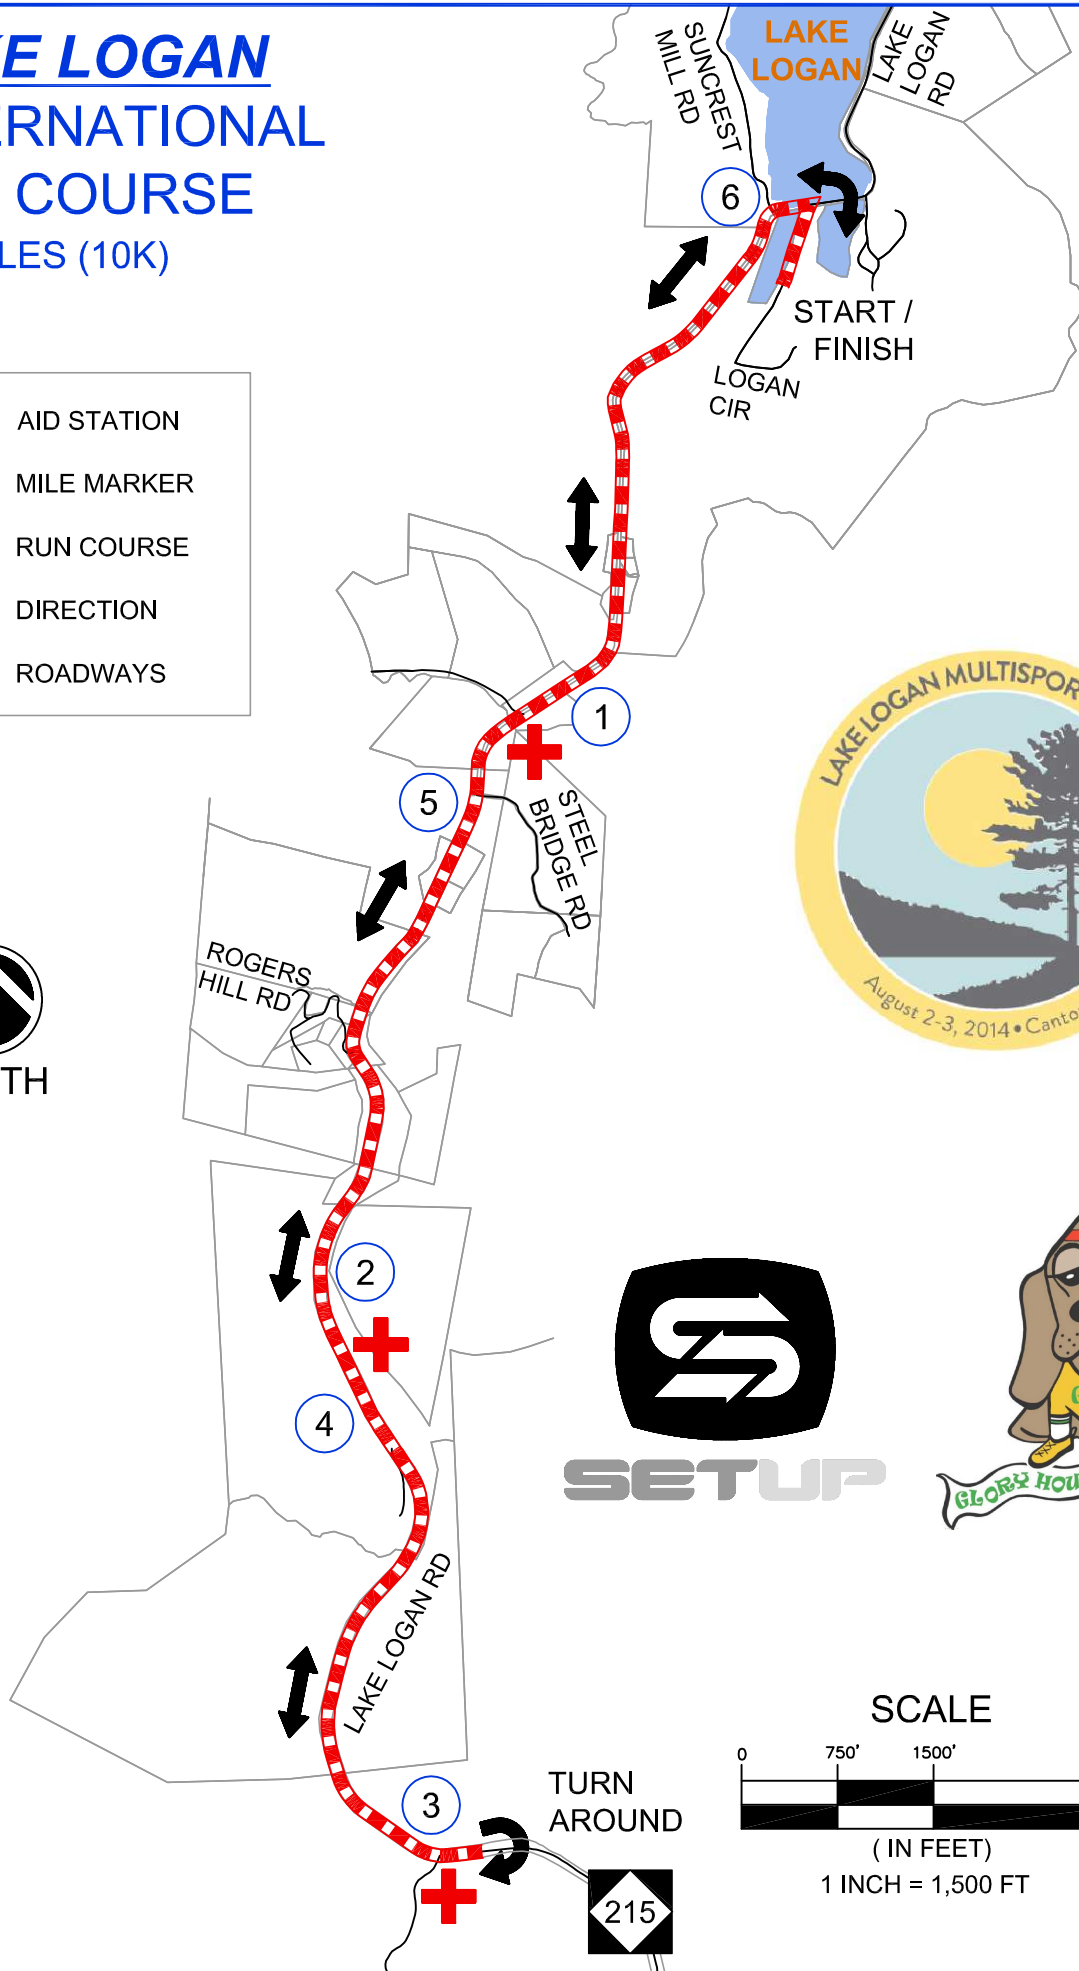 KE LOGAN
ERNATIONAL
COURSE
LES (10K)
AID STATION
MILE MARKER
RUN COURSE
DIRECTION
ROADWAYS
LAKE
LOGAN
SUNCREST
MILL RD
LAKE
LOGAN
RD
6
START /
FINISH
LOGAN
CIR
1
5
STEEL
BRIDGE RD
ROGERS
HILL RD
TH
LAKE LOGAN MULTISPOR
August 2-3, 2014 • Canto
2
4
SETUP
GLORY HOU
LAKE LOGAN RD
3
TURN
AROUND
215
SCALE
0 750' 1500'
( IN FEET)
1 INCH = 1,500 FT